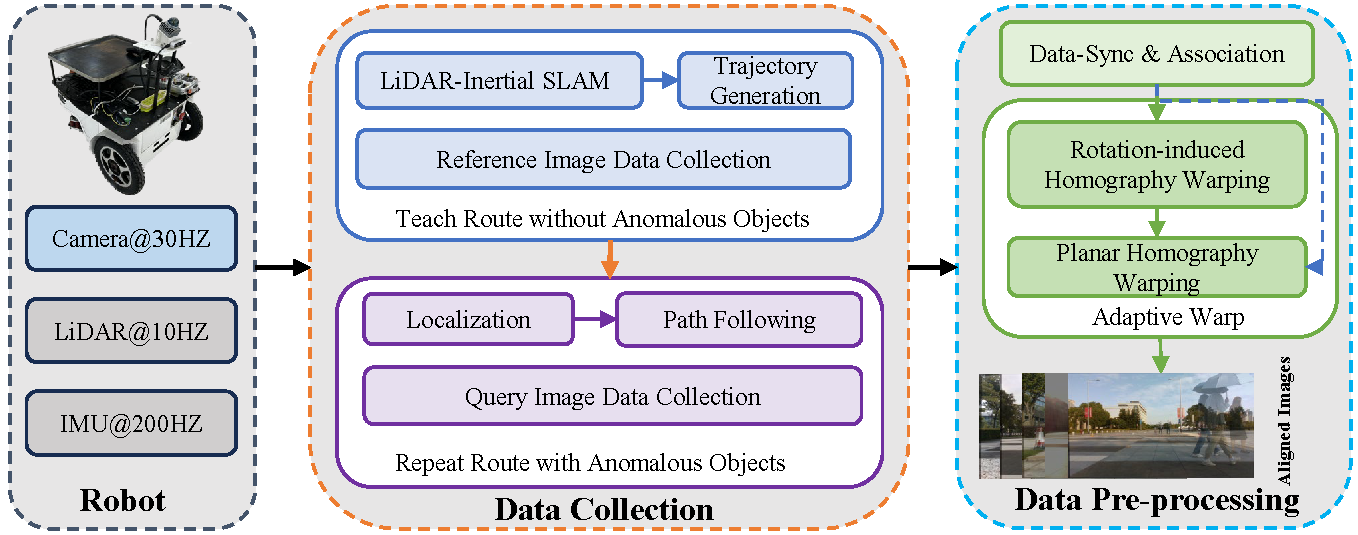 Camera@30HZ
LiDAR@10HZ
IMU@200HZ
Robot
LiDAR-Inertial SLAM
Trajectory
Generation
Reference Image Data Collection
Teach Route without Anomalous Objects
Localization
Path Following
Query Image Data Collection
Repeat Route with Anomalous Objects
Data Collection
Data-Sync & Association
Rotation-induced
Homography Warping
Planar Homography
Warping
Adaptive Warp
Aligned Images
Data Pre-processing